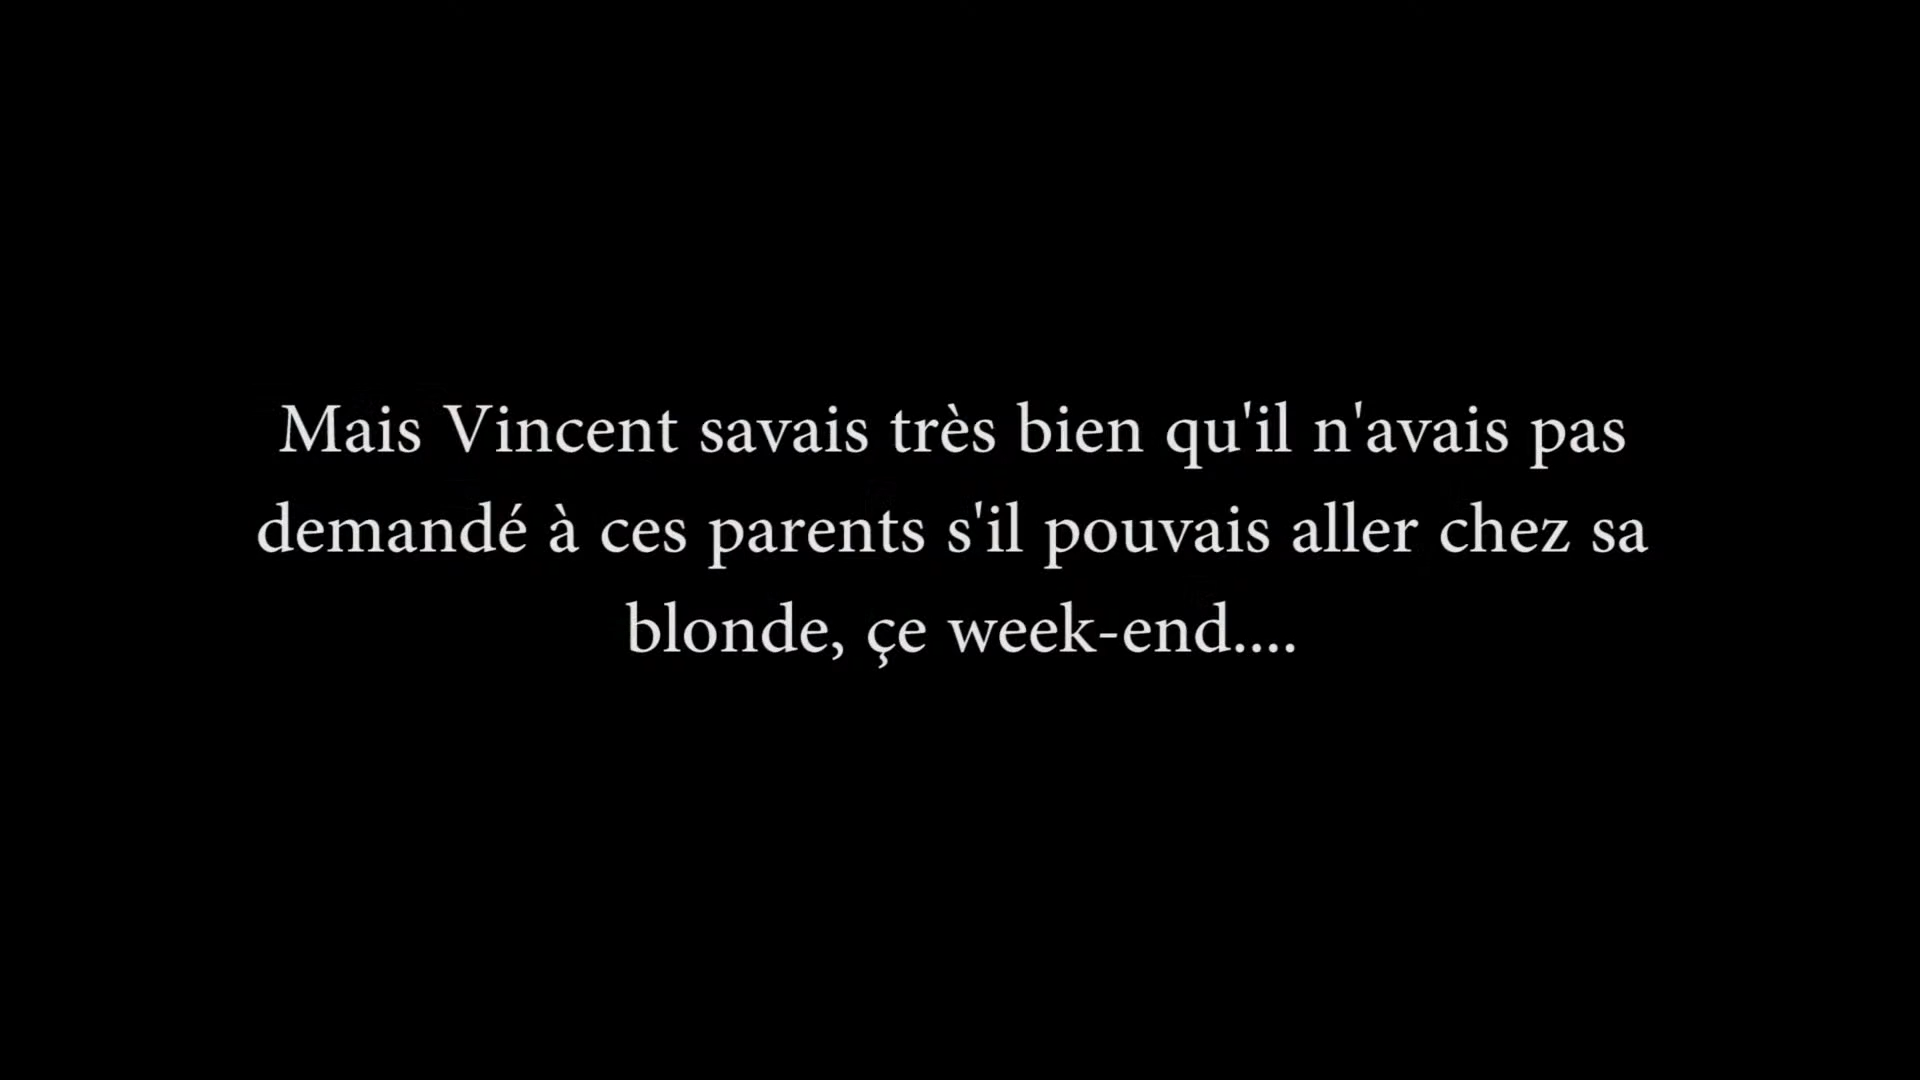 Mais Vincent savais très bien qu'il n'avais pas
demandé à ces parents s'il pouvais aller chez sa
blonde, çe week-end....